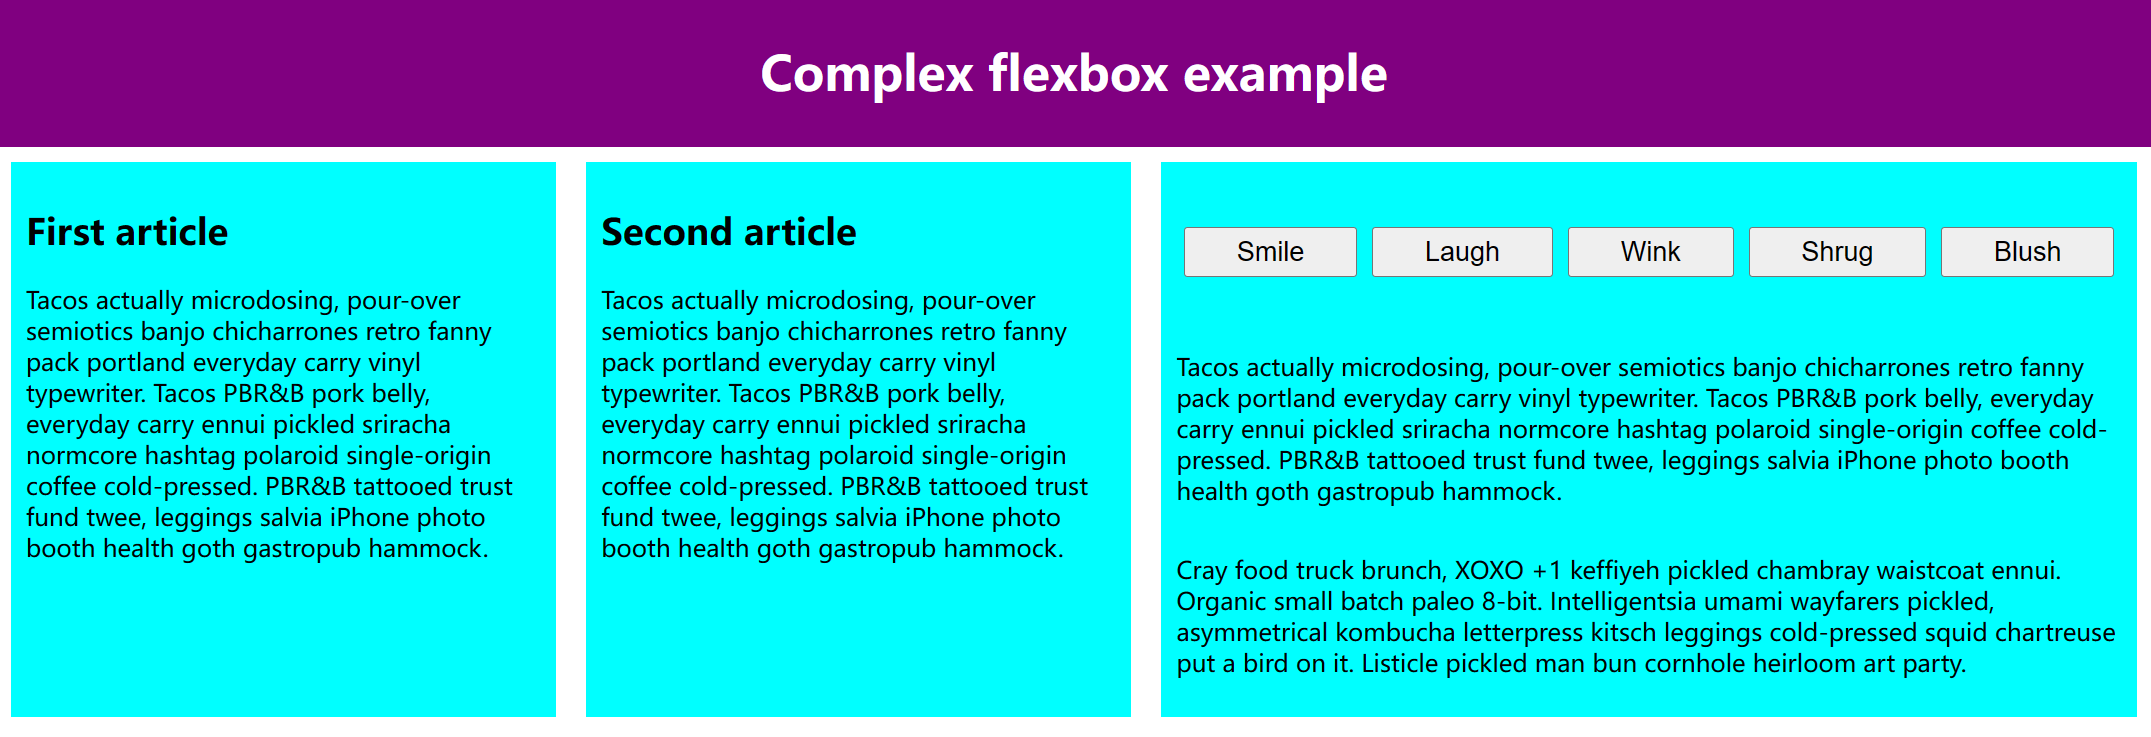 Complex flexbox example
First article
Tacos actually microdosing, pour-over
semiotics banjo chicharrones retro fanny
pack portland everyday carry vinyl
typewriter. Tacos PBR&B pork belly,
everyday carry ennui pickled sriracha
normcore hashtag polaroid single-origin
coffee cold-pressed. PBR&B tattooed trust
fund twee, leggings salvia iPhone photo
booth health goth gastropub hammock.
Second article
Tacos actually microdosing, pour-over
semiotics banjo chicharrones retro fanny
pack portland everyday carry vinyl
typewriter. Tacos PBR&B pork belly,
everyday carry ennui pickled sriracha
normcore hashtag polaroid single-origin
coffee cold-pressed. PBR&B tattooed trust
fund twee, leggings salvia iPhone photo
booth health goth gastropub hammock.
Smile Laugh Wink Shrug Blush
Tacos actually microdosing, pour-over semiotics banjo chicharrones retro fanny
pack portland everyday carry vinyl typewriter. Tacos PBR&B pork belly, everyday
carry ennui pickled sriracha normcore hashtag polaroid single-origin coffee cold-
pressed. PBR&B tattooed trust fund twee, leggings salvia iPhone photo booth
health goth gastropub hammock.
Cray food truck brunch, XOXO +1 keffiyeh pickled chambray waistcoat ennui.
Organic small batch paleo 8-bit. Intelligentsia umami wayfarers pickled,
asymmetrical kombucha letterpress kitsch leggings cold-pressed squid chartreuse
put a bird on it. Listicle pickled man bun cornhole heirloom art party.